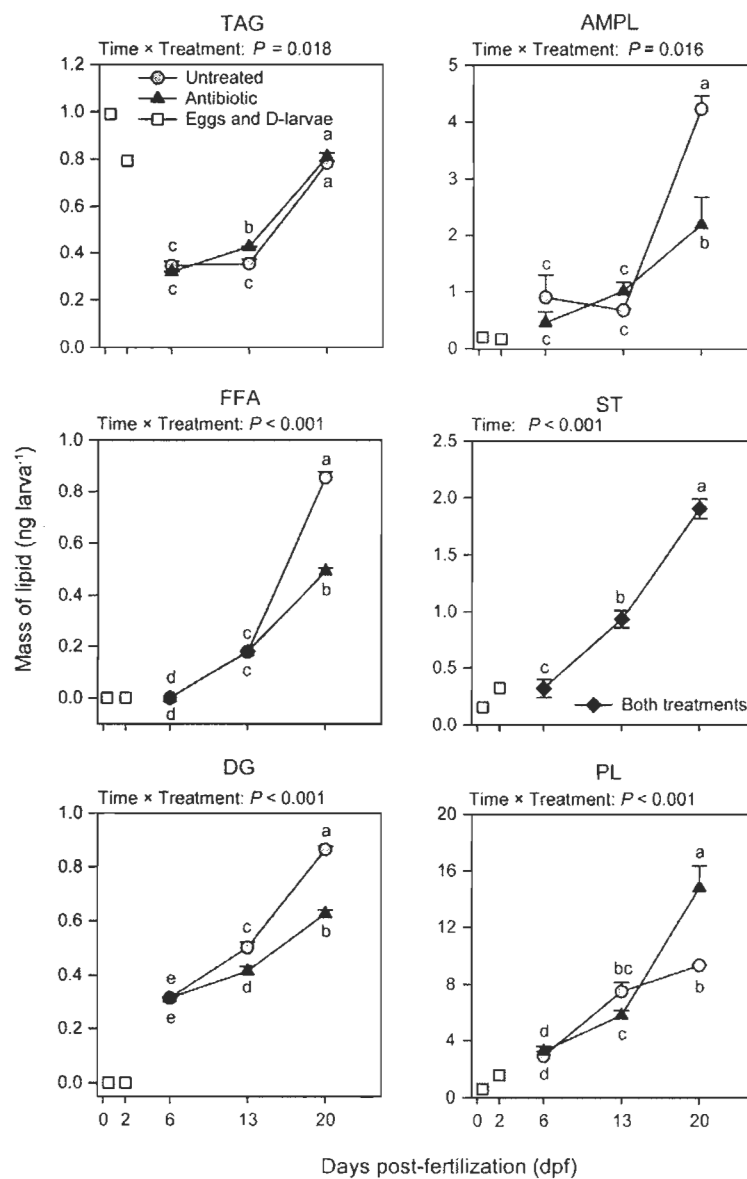 TAG
Time × Treatment: P = 0.018
1.2
1.0
0.8
0.6
0.4
0.2
0.0
Untreated
Antibiotic
Eggs and D-larvae
c
c
b
c
a
a
AMPL
Time × Treatment: P = 0.016
5
4
3
2
1
0
c
c
c
c
a
b
FFA
Time × Treatment: P < 0.001
1.0
0.8
0.6
0.4
0.2
0.0
d
d
c
c
a
b
ST
Time: P < 0.001
2.5
2.0
1.5
1.0
0.5
0.0
c
b
a
Both treatments
Mass of lipid (ng larva-1)
DG
Time × Treatment: P < 0.001
1.0
0.8
0.6
0.4
0.2
0.0
e
e
c
d
a
b
0 2 6 13 20
PL
Time × Treatment: P < 0.001
20
16
12
8
4
0
d
d
bc
c
a
b
0 2 6 13 20
Days post-fertilization (dpf)